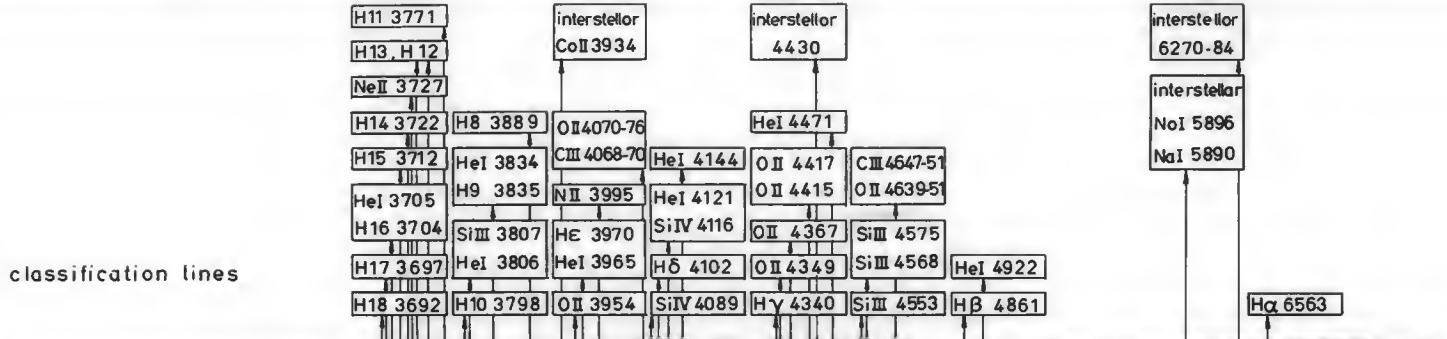 H11 3771
H13, H12
NeII 3727
H14 3722
H15 3712
HeI 3705
H16 3704
H17 3697
H18 3692
H8 3889
HeI 3834
H9 3835
SiIII 3807
HeI 3806
H10 3798
interstellor
CoII 3934
OII 4070-76
CIII 4068-70
NII 3995
Hε 3970
HeI 3965
OII 3954
HeI 4144
HeI 4121
SiIV 4116
Hδ 4102
SiIV 4089
interstellor
4430
HeI 4471
OII 4417
OII 4415
OII 4367
OII 4349
Hγ 4340
CIII 4647-51
OII 4639-51
SiIII 4575
SiIII 4568
SiIII 4553
HeI 4922
Hβ 4861
interstellor
6270-84
interstellar
NoI 5896
NaI 5890
Hα 6563
classification lines